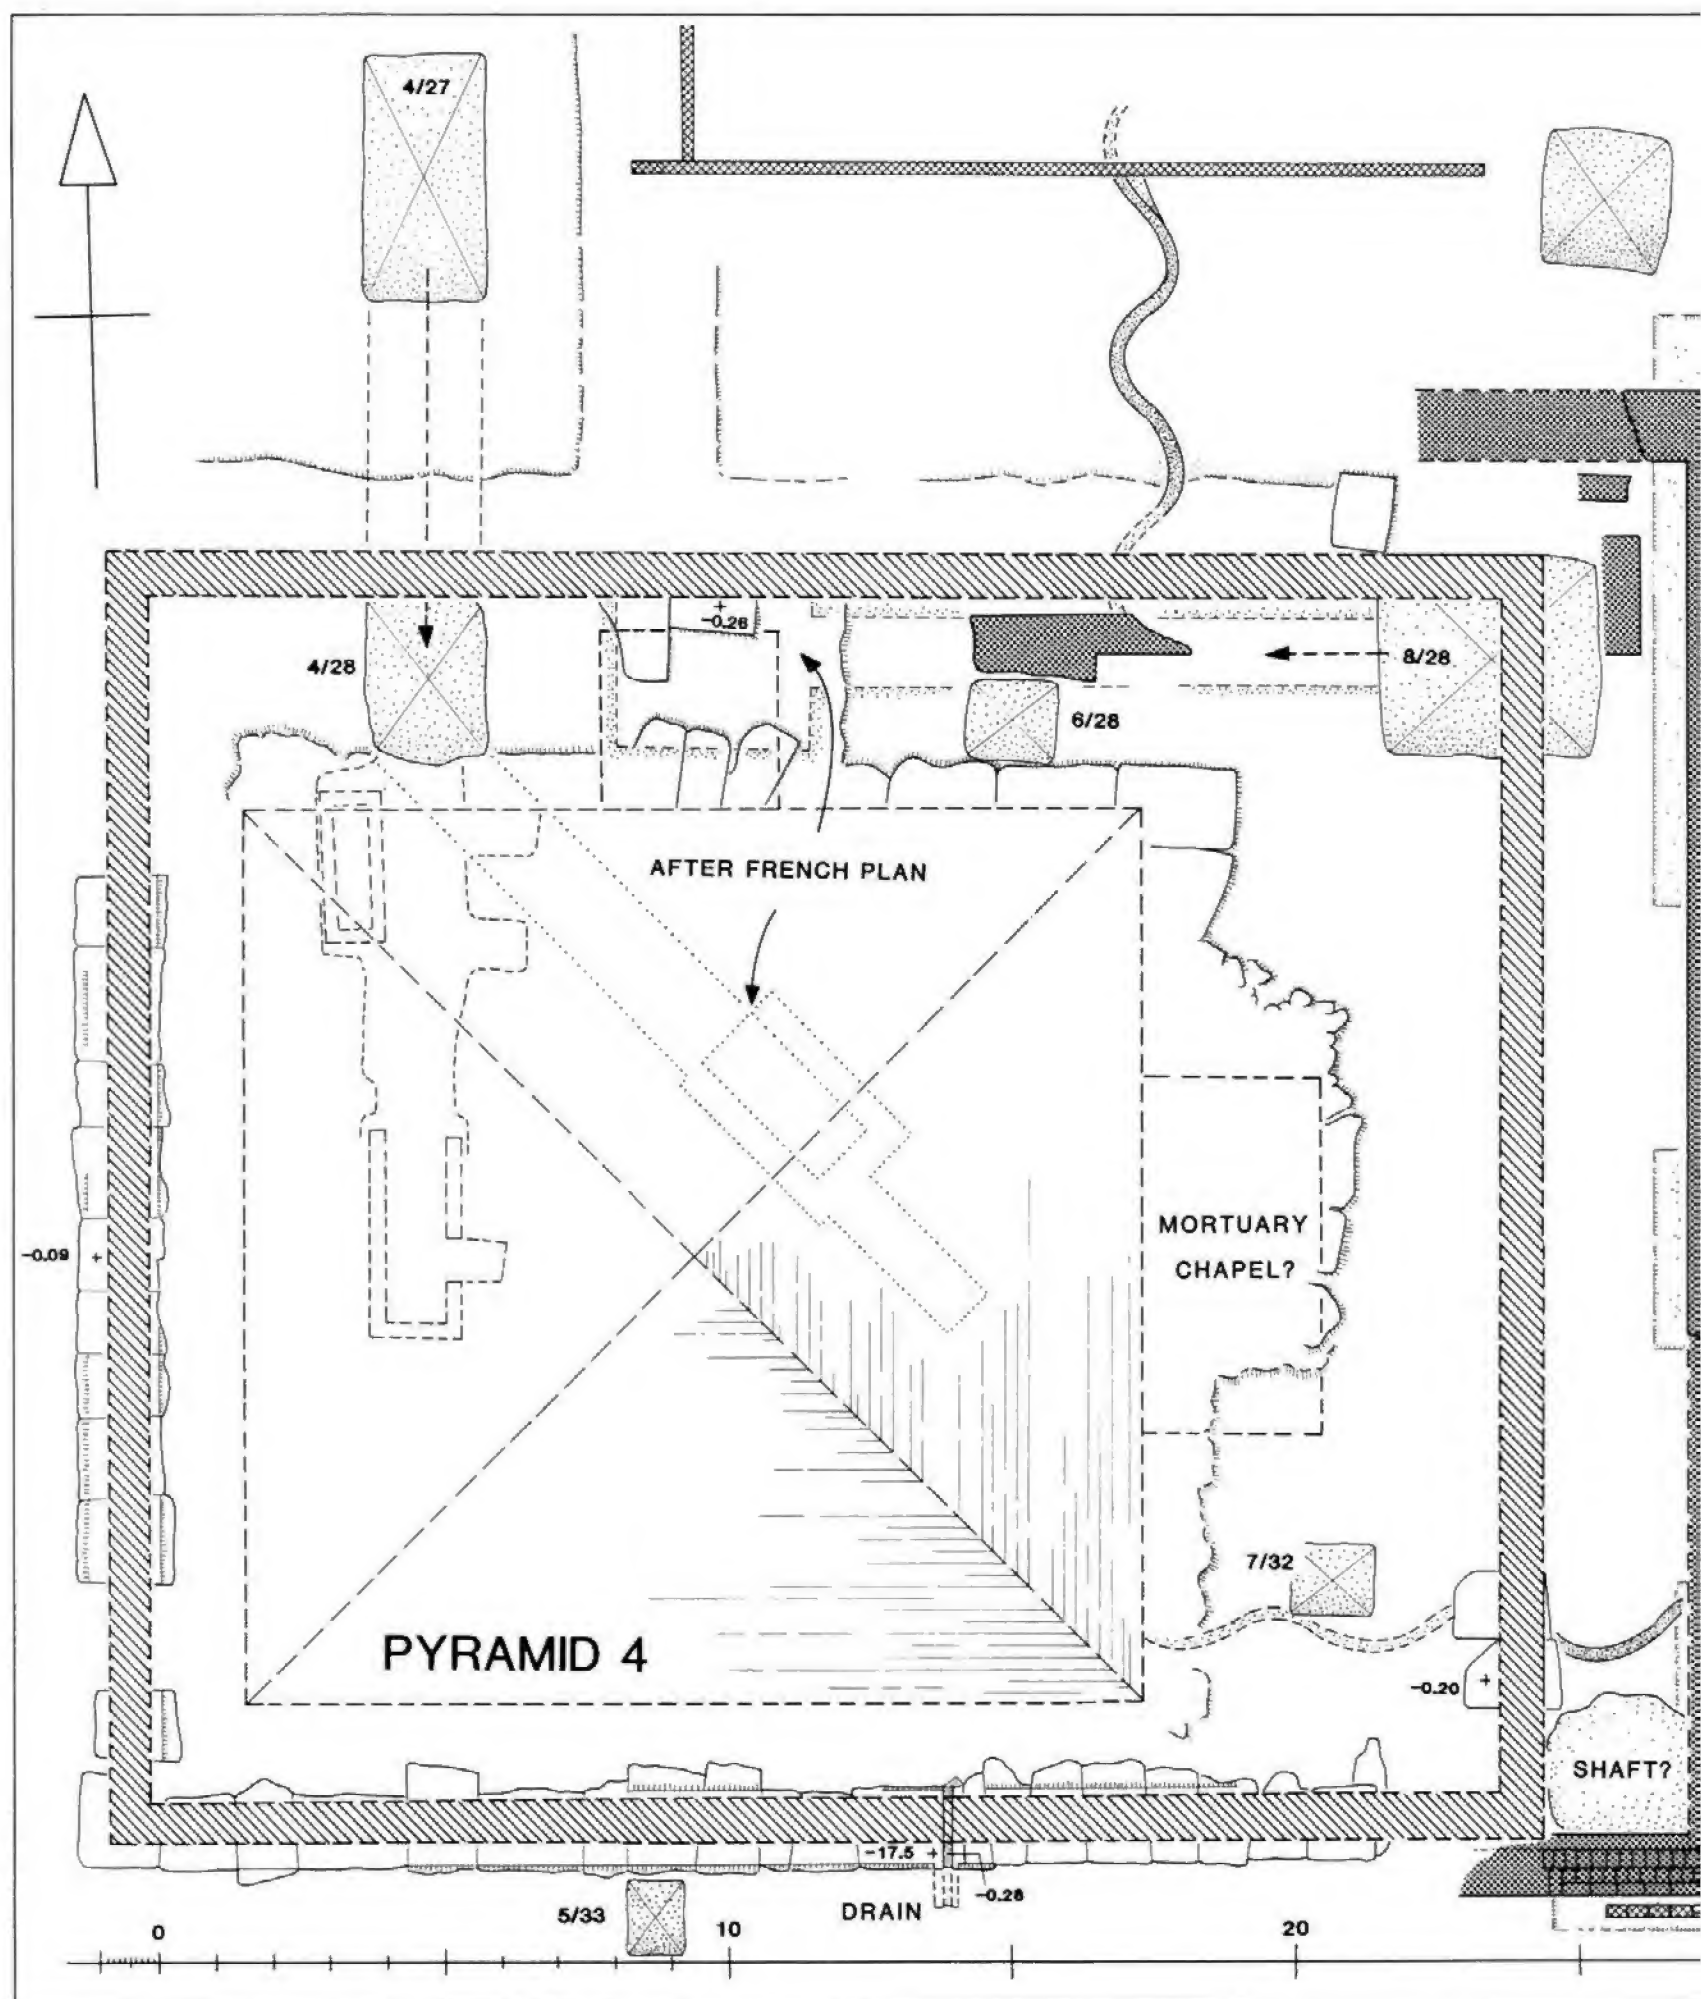 4/27
-0.26
4/28
8/28
6/28
AFTER FRENCH PLAN
MORTUARY
CHAPEL?
-0.09
7/32
PYRAMID 4
-0.20
SHAFT?
-17.5
-0.28
5/33
DRAIN
0
10
20